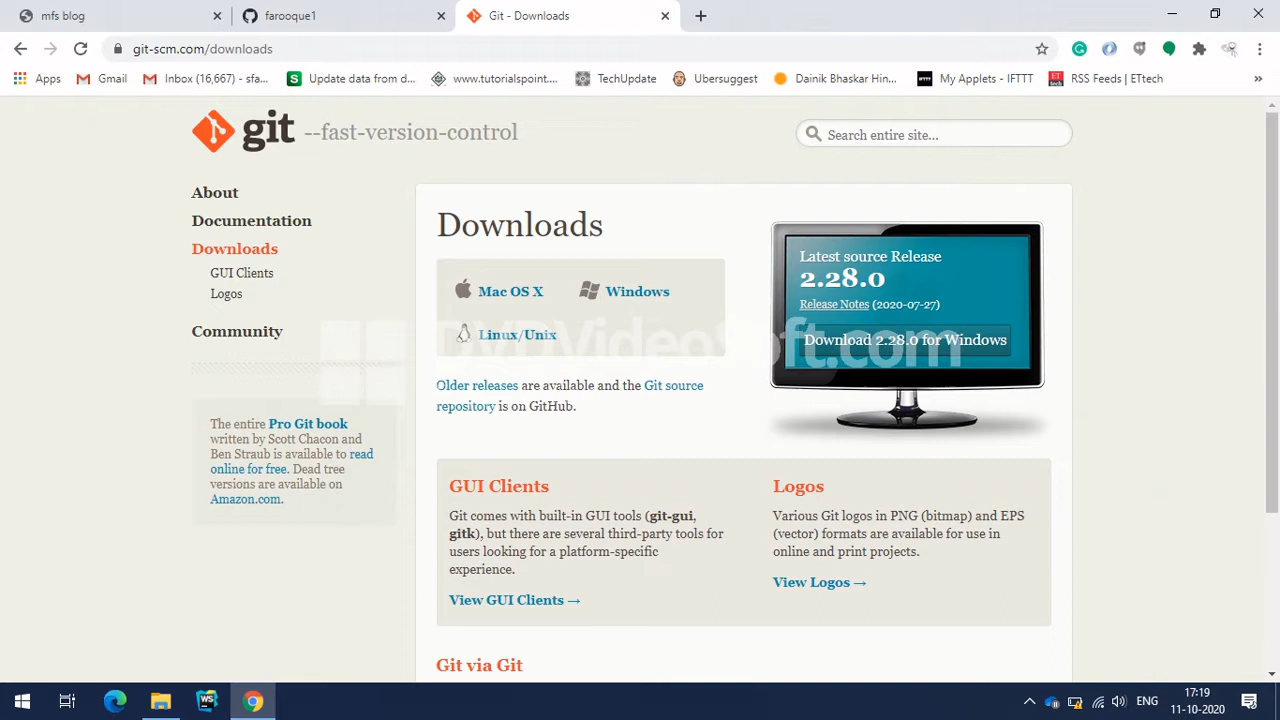 mfs blog
farooque1
Git - Downloads
git-scm.com/downloads
Apps
Gmail
Inbox (16,667) - sfa...
Update data from d...
www.tutorialspoint....
TechUpdate
Ubersuggest
Dainik Bhaskar Hin...
My Applets - IFTTT
RSS Feeds | ETtech
»
git --fast-version-control
Search entire site...
About
Documentation
Downloads
GUI Clients
Logos
Community
The entire Pro Git book
written by Scott Chacon and
Ben Straub is available to read
online for free. Dead tree
versions are available on
Amazon.com.
Downloads
Mac OS X
Windows
Linux/Unix
Older releases are available and the Git source
repository is on GitHub.
Latest source Release
2.28.0
Release Notes (2020-07-27)
Download 2.28.0 for Windows
DVDVideoSoft.com
GUI Clients
Git comes with built-in GUI tools (git-gui,
gitk), but there are several third-party tools for
users looking for a platform-specific
experience.
View GUI Clients →
Logos
Various Git logos in PNG (bitmap) and EPS
(vector) formats are available for use in
online and print projects.
View Logos →
Git via Git
WS
ENG
17:19
11-10-2020